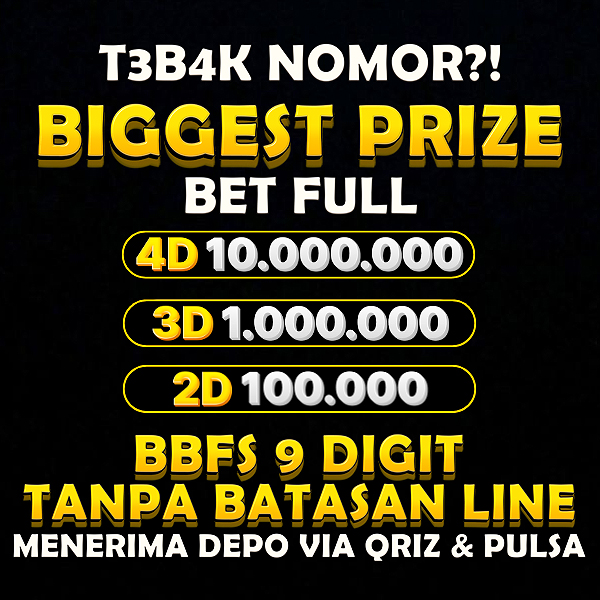 T3B4K NOMOR?!
BIGGEST PRIZE
BET FULL
4D 10.000.000
3D 1.000.000
2D 100.000
BBFS 9 DIGIT
TANPA BATASAN LINE
MENERIMA DEPO VIA QRIZ & PULSA